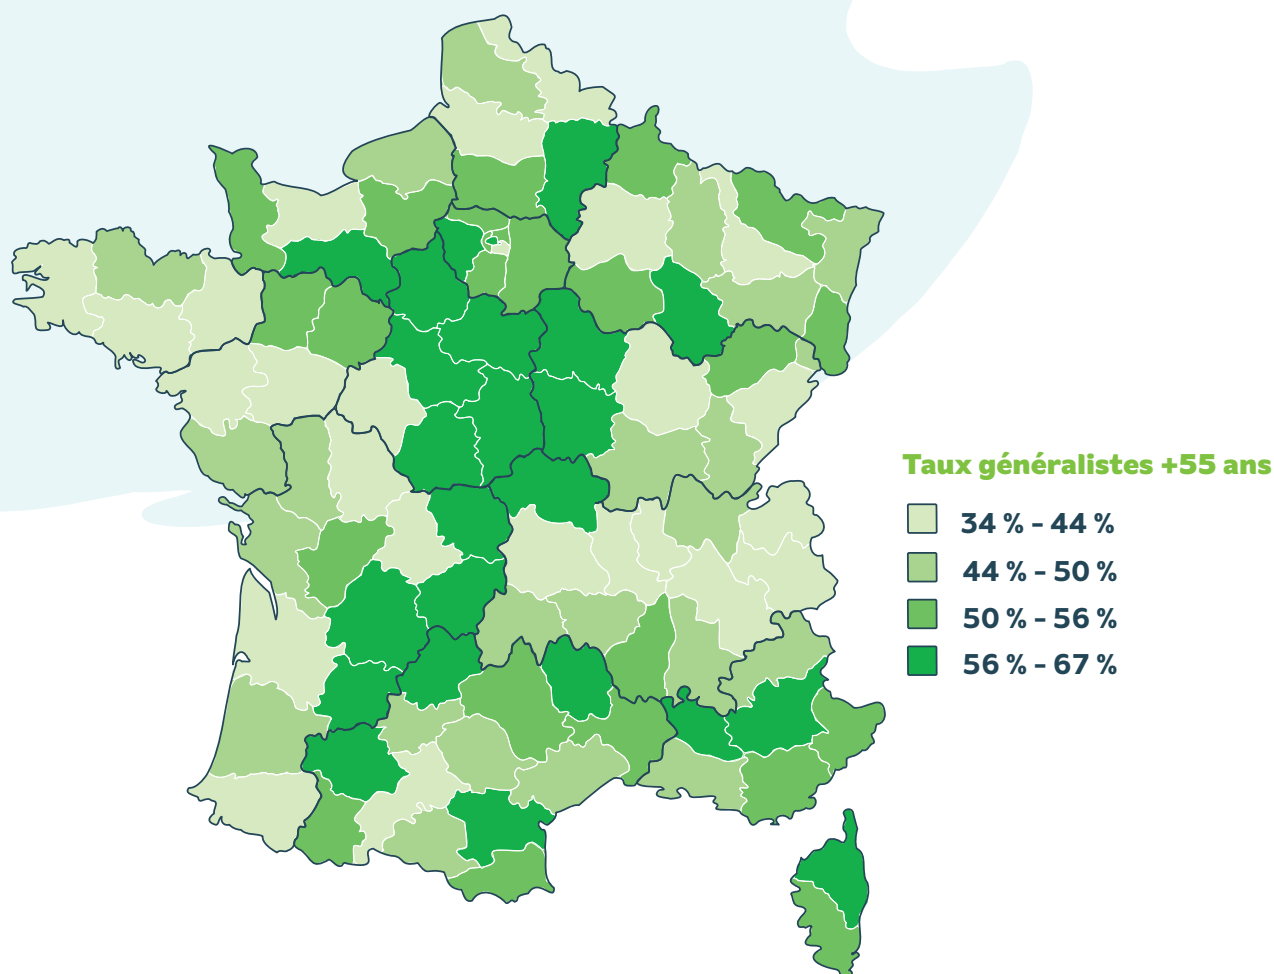 Taux généralistes +55 ans
34 % - 44 %
44 % - 50 %
50 % - 56 %
56 % - 67 %